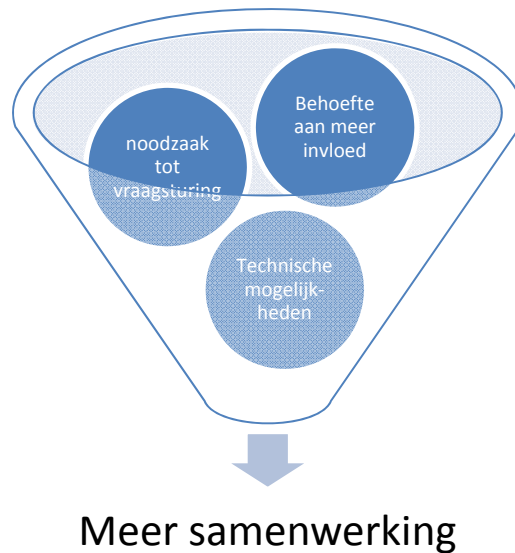 Behoefte
aan meer
invloed
noodzaak
tot
vraagsturing
Technische
mogelijk-
heden
Meer samenwerking